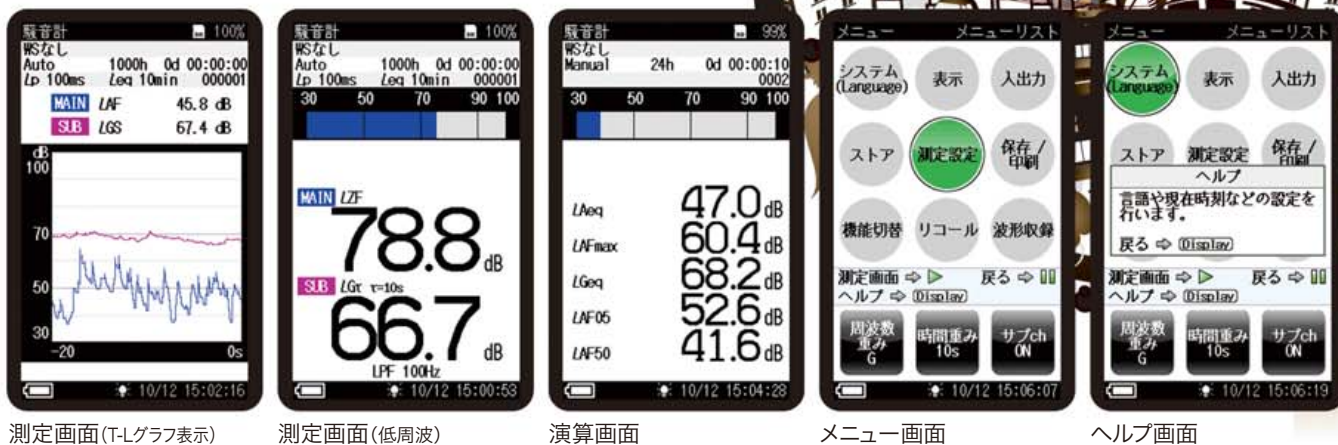 騒音計 100%
WSなし
Auto 1000h 0d 00:00:00
Lp 100ms Leq 10min 000001
MAIN LAF 45.8 dB
SUB LGS 67.4 dB
dB
100
70
50
30
-20 0s
10/12 15:02:16
測定画面(T-Lグラフ表示)
騒音計 100%
WSなし
Auto 1000h 0d 00:00:00
Lp 100ms Leq 10min 000001
30 50 70 90 100
MAIN LZF
78.8 dB
SUB LGτ τ=10s
66.7 dB
LPF 100Hz
10/12 15:00:53
測定画面(低周波)
騒音計 99%
WSなし
Manual 24h 0d 00:00:10
0002
30 50 70 90 100
LAeq 47.0 dB
LAFmax 60.4 dB
LGeq 68.2 dB
LAF05 52.6 dB
LAF50 41.6 dB
10/12 15:04:28
演算画面
メニュー メニューリスト
システム (Language) 表示 入出力
ストア 測定設定 保存/印刷
機能切替 リコール 波形収録
測定画面 ⇨ ▷ 戻る ⇨ ▯▯
ヘルプ ⇨ Display
周波数重み G 時間重み 10s サブch ON
10/12 15:06:07
メニュー画面
メニュー メニューリスト
システム (Language) 表示 入出力
ストア 測定設定 保存/印刷
ヘルプ
言語や現在時刻などの設定を
行います。
戻る ⇨ Display
測定画面 ⇨ ▷ 戻る ⇨ ▯▯
ヘルプ ⇨ Display
周波数重み G 時間重み 10s サブch ON
10/12 15:06:19
ヘルプ画面